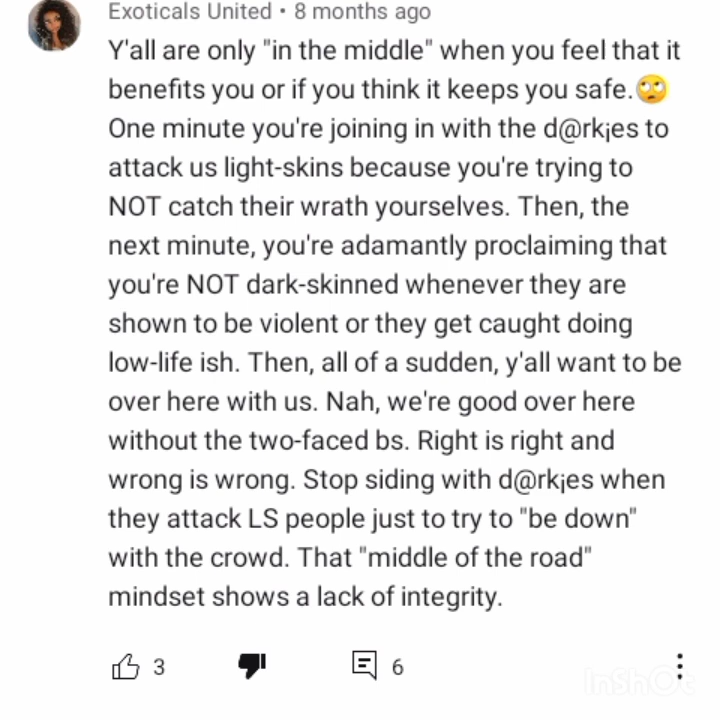 Exoticals United • 8 months ago
Y'all are only "in the middle" when you feel that it
benefits you or if you think it keeps you safe.🙄
One minute you're joining in with the d@rk¡es to
attack us light-skins because you're trying to
NOT catch their wrath yourselves. Then, the
next minute, you're adamantly proclaiming that
you're NOT dark-skinned whenever they are
shown to be violent or they get caught doing
low-life ish. Then, all of a sudden, y'all want to be
over here with us. Nah, we're good over here
without the two-faced bs. Right is right and
wrong is wrong. Stop siding with d@rk¡es when
they attack LS people just to try to "be down"
with the crowd. That "middle of the road"
mindset shows a lack of integrity.
3 6
InShOt